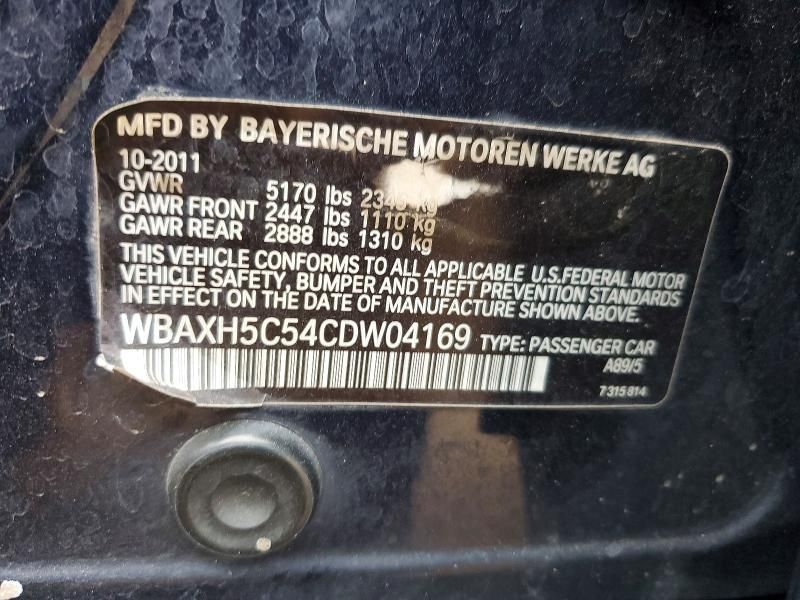 MFD BY BAYERISCHE MOTOREN WERKE AG
10-2011
GVWR 5170 lbs kg
GAWR FRONT 2447 lbs 1110 kg
GAWR REAR 2888 lbs 1310 kg
THIS VEHICLE CONFORMS TO ALL APPLICABLE U.S.FEDERAL MOTOR
VEHICLE SAFETY, BUMPER AND THEFT PREVENTION STANDARDS
IN EFFECT ON THE DATE OF MANUFACTURE SHOWN ABOVE.
WBAXH5C54CDW04169 TYPE: PASSENGER CAR
A89/5
7315814